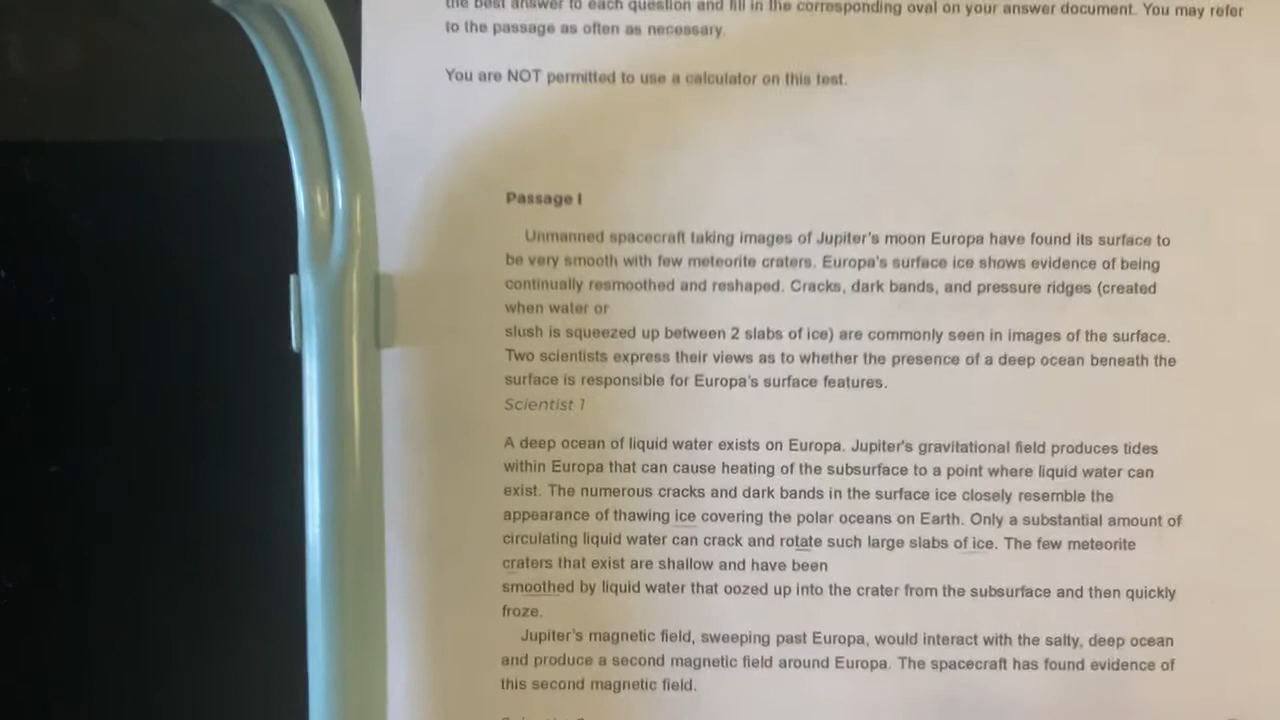 the best answer to each question and fill in the corresponding oval on your answer document. You may refer
to the passage as often as necessary.
You are NOT permitted to use a calculator on this test.
Passage I
Unmanned spacecraft taking images of Jupiter's moon Europa have found its surface to
be very smooth with few meteorite craters. Europa's surface ice shows evidence of being
continually resmoothed and reshaped. Cracks, dark bands, and pressure ridges (created
when water or
slush is squeezed up between 2 slabs of ice) are commonly seen in images of the surface.
Two scientists express their views as to whether the presence of a deep ocean beneath the
surface is responsible for Europa's surface features.
Scientist 1
A deep ocean of liquid water exists on Europa. Jupiter's gravitational field produces tides
within Europa that can cause heating of the subsurface to a point where liquid water can
exist. The numerous cracks and dark bands in the surface ice closely resemble the
appearance of thawing ice covering the polar oceans on Earth. Only a substantial amount of
circulating liquid water can crack and rotate such large slabs of ice. The few meteorite
craters that exist are shallow and have been
smoothed by liquid water that oozed up into the crater from the subsurface and then quickly
froze.
Jupiter's magnetic field, sweeping past Europa, would interact with the salty, deep ocean
and produce a second magnetic field around Europa. The spacecraft has found evidence of
this second magnetic field.